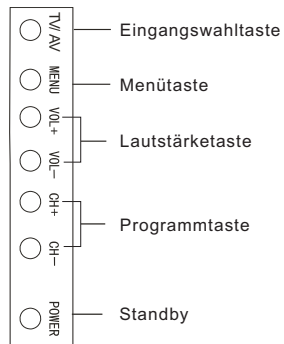 TV/AV Eingangswahltaste
MENU Menütaste
VOL+
Lautstärketaste
VOL-
CH+
Programmtaste
CH-
POWER Standby